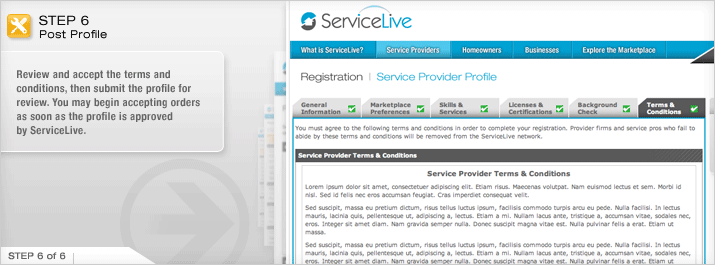 STEP 6
Post Profile
Review and accept the terms and
conditions, then submit the profile for
review. You may begin accepting orders
as soon as the profile is approved
by ServiceLive.
STEP 6 of 6
ServiceLive
What is ServiceLive? Service Providers Homeowners Businesses Explore the Marketplace
Registration | Service Provider Profile
General Information Marketplace Preferences Skills & Services Licenses & Certifications Background Check Terms & Conditions
You must agree to the following terms and conditions in order to complete your registration. Provider firms and service pros who fail to
abide by these terms and conditions will be removed from the ServiceLive network.
Service Provider Terms & Conditions
Service Provider Terms & Conditions
Lorem ipsum dolor sit amet, consectetuer adipiscing elit. Etiam risus. Maecenas volutpat. Nam euismod lectus et sem. Morbi id
nisl. Sed id felis nec eros accumsan feugiat. Cras imperdiet consequat velit.
Sed suscipit, massa eu pretium dictum, risus tellus luctus ipsum, facilisis commodo turpis arcu eu pede. Nulla facilisi. In lectus
mauris, lacinia quis, pellentesque ut, adipiscing a, lectus. Etiam a mi. Nullam lacus ante, tristique a, accumsan vitae, sodales nec,
eros. Integer sit amet diam. Nam gravida semper nulla. Donec suscipit magna vitae est. Nulla facilisi. In hac habitasse. Etiam ut
massa.
Sed suscipit, massa eu pretium dictum, risus tellus luctus ipsum, facilisis commodo turpis arcu eu pede. Nulla facilisi. In lectus
mauris, lacinia quis, pellentesque ut, adipiscing a, lectus. Etiam a mi. Nullam lacus ante, tristique a, accumsan vitae, sodales nec,
eros. Integer sit amet diam. Nam gravida semper nulla. Donec suscipit magna vitae est. Nulla facilisi. In hac habitasse. Etiam ut